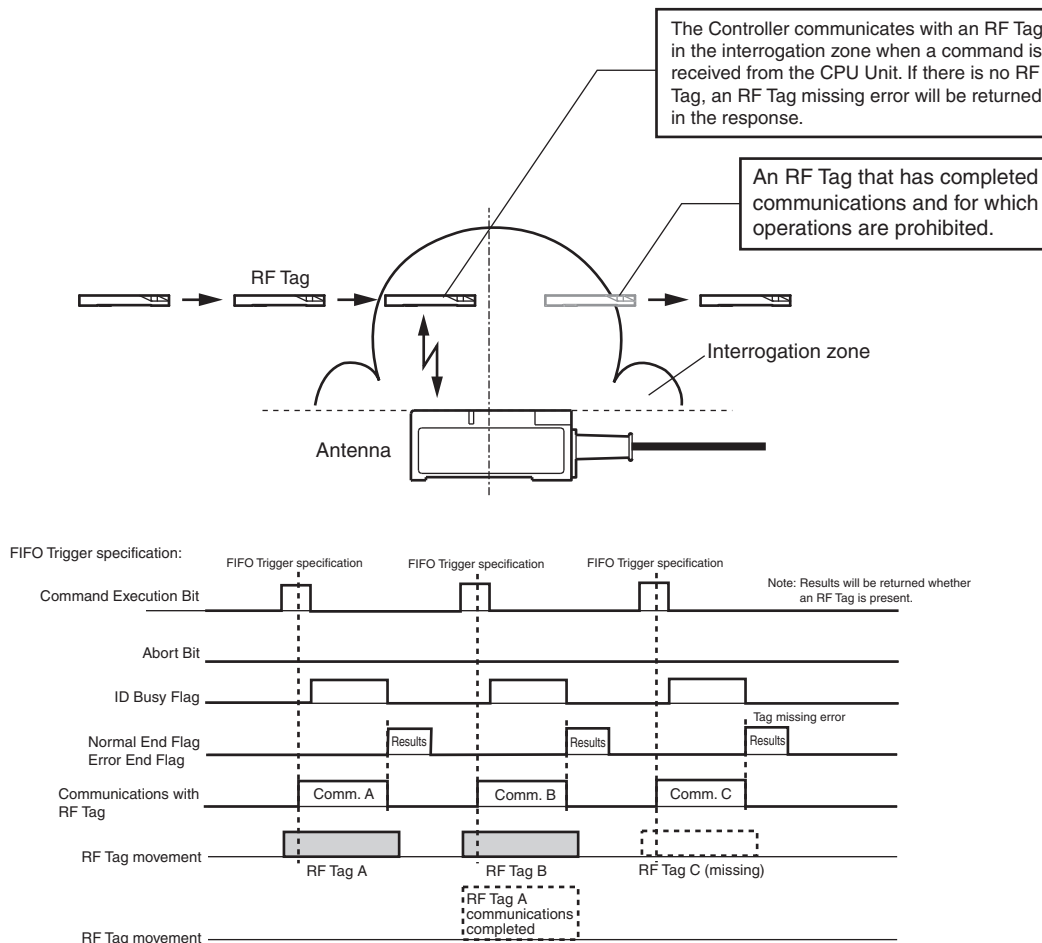 The Controller communicates with an RF Tag
in the interrogation zone when a command is
received from the CPU Unit. If there is no RF
Tag, an RF Tag missing error will be returned
in the response.
An RF Tag that has completed
communications and for which
operations are prohibited.
RF Tag
Interrogation zone
Antenna
FIFO Trigger specification:
FIFO Trigger specification
FIFO Trigger specification
FIFO Trigger specification
Command Execution Bit
Note: Results will be returned whether
an RF Tag is present.
Abort Bit
ID Busy Flag
Tag missing error
Normal End Flag
Error End Flag
Results
Results
Results
Communications with
RF Tag
Comm. A
Comm. B
Comm. C
RF Tag movement
RF Tag A
RF Tag B
RF Tag C (missing)
RF Tag A
communications
completed
RF Tag movement